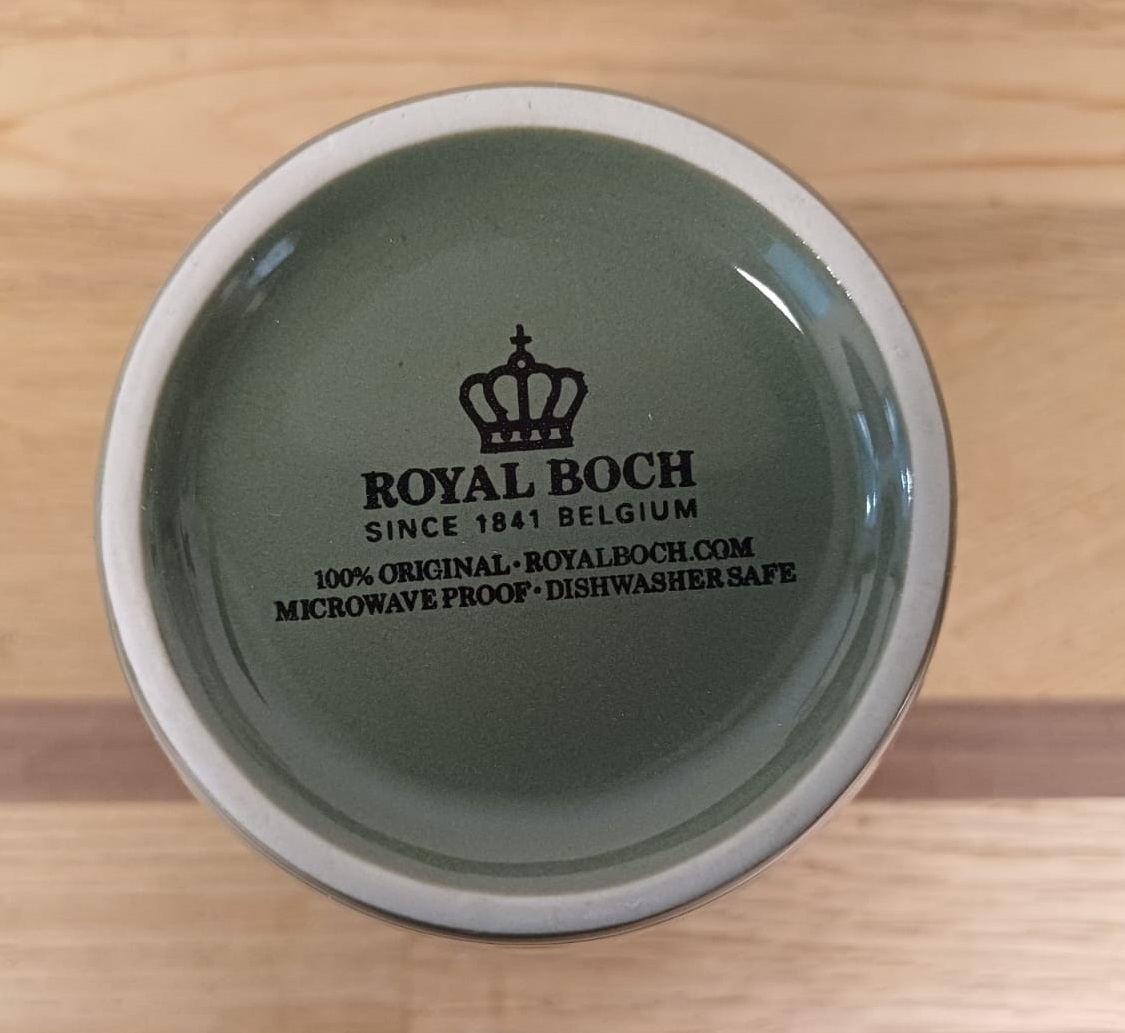 ROYAL BOCH
SINCE 1841 BELGIUM
100% ORIGINAL • ROYALBOCH.COM
MICROWAVE PROOF • DISHWASHER SAFE